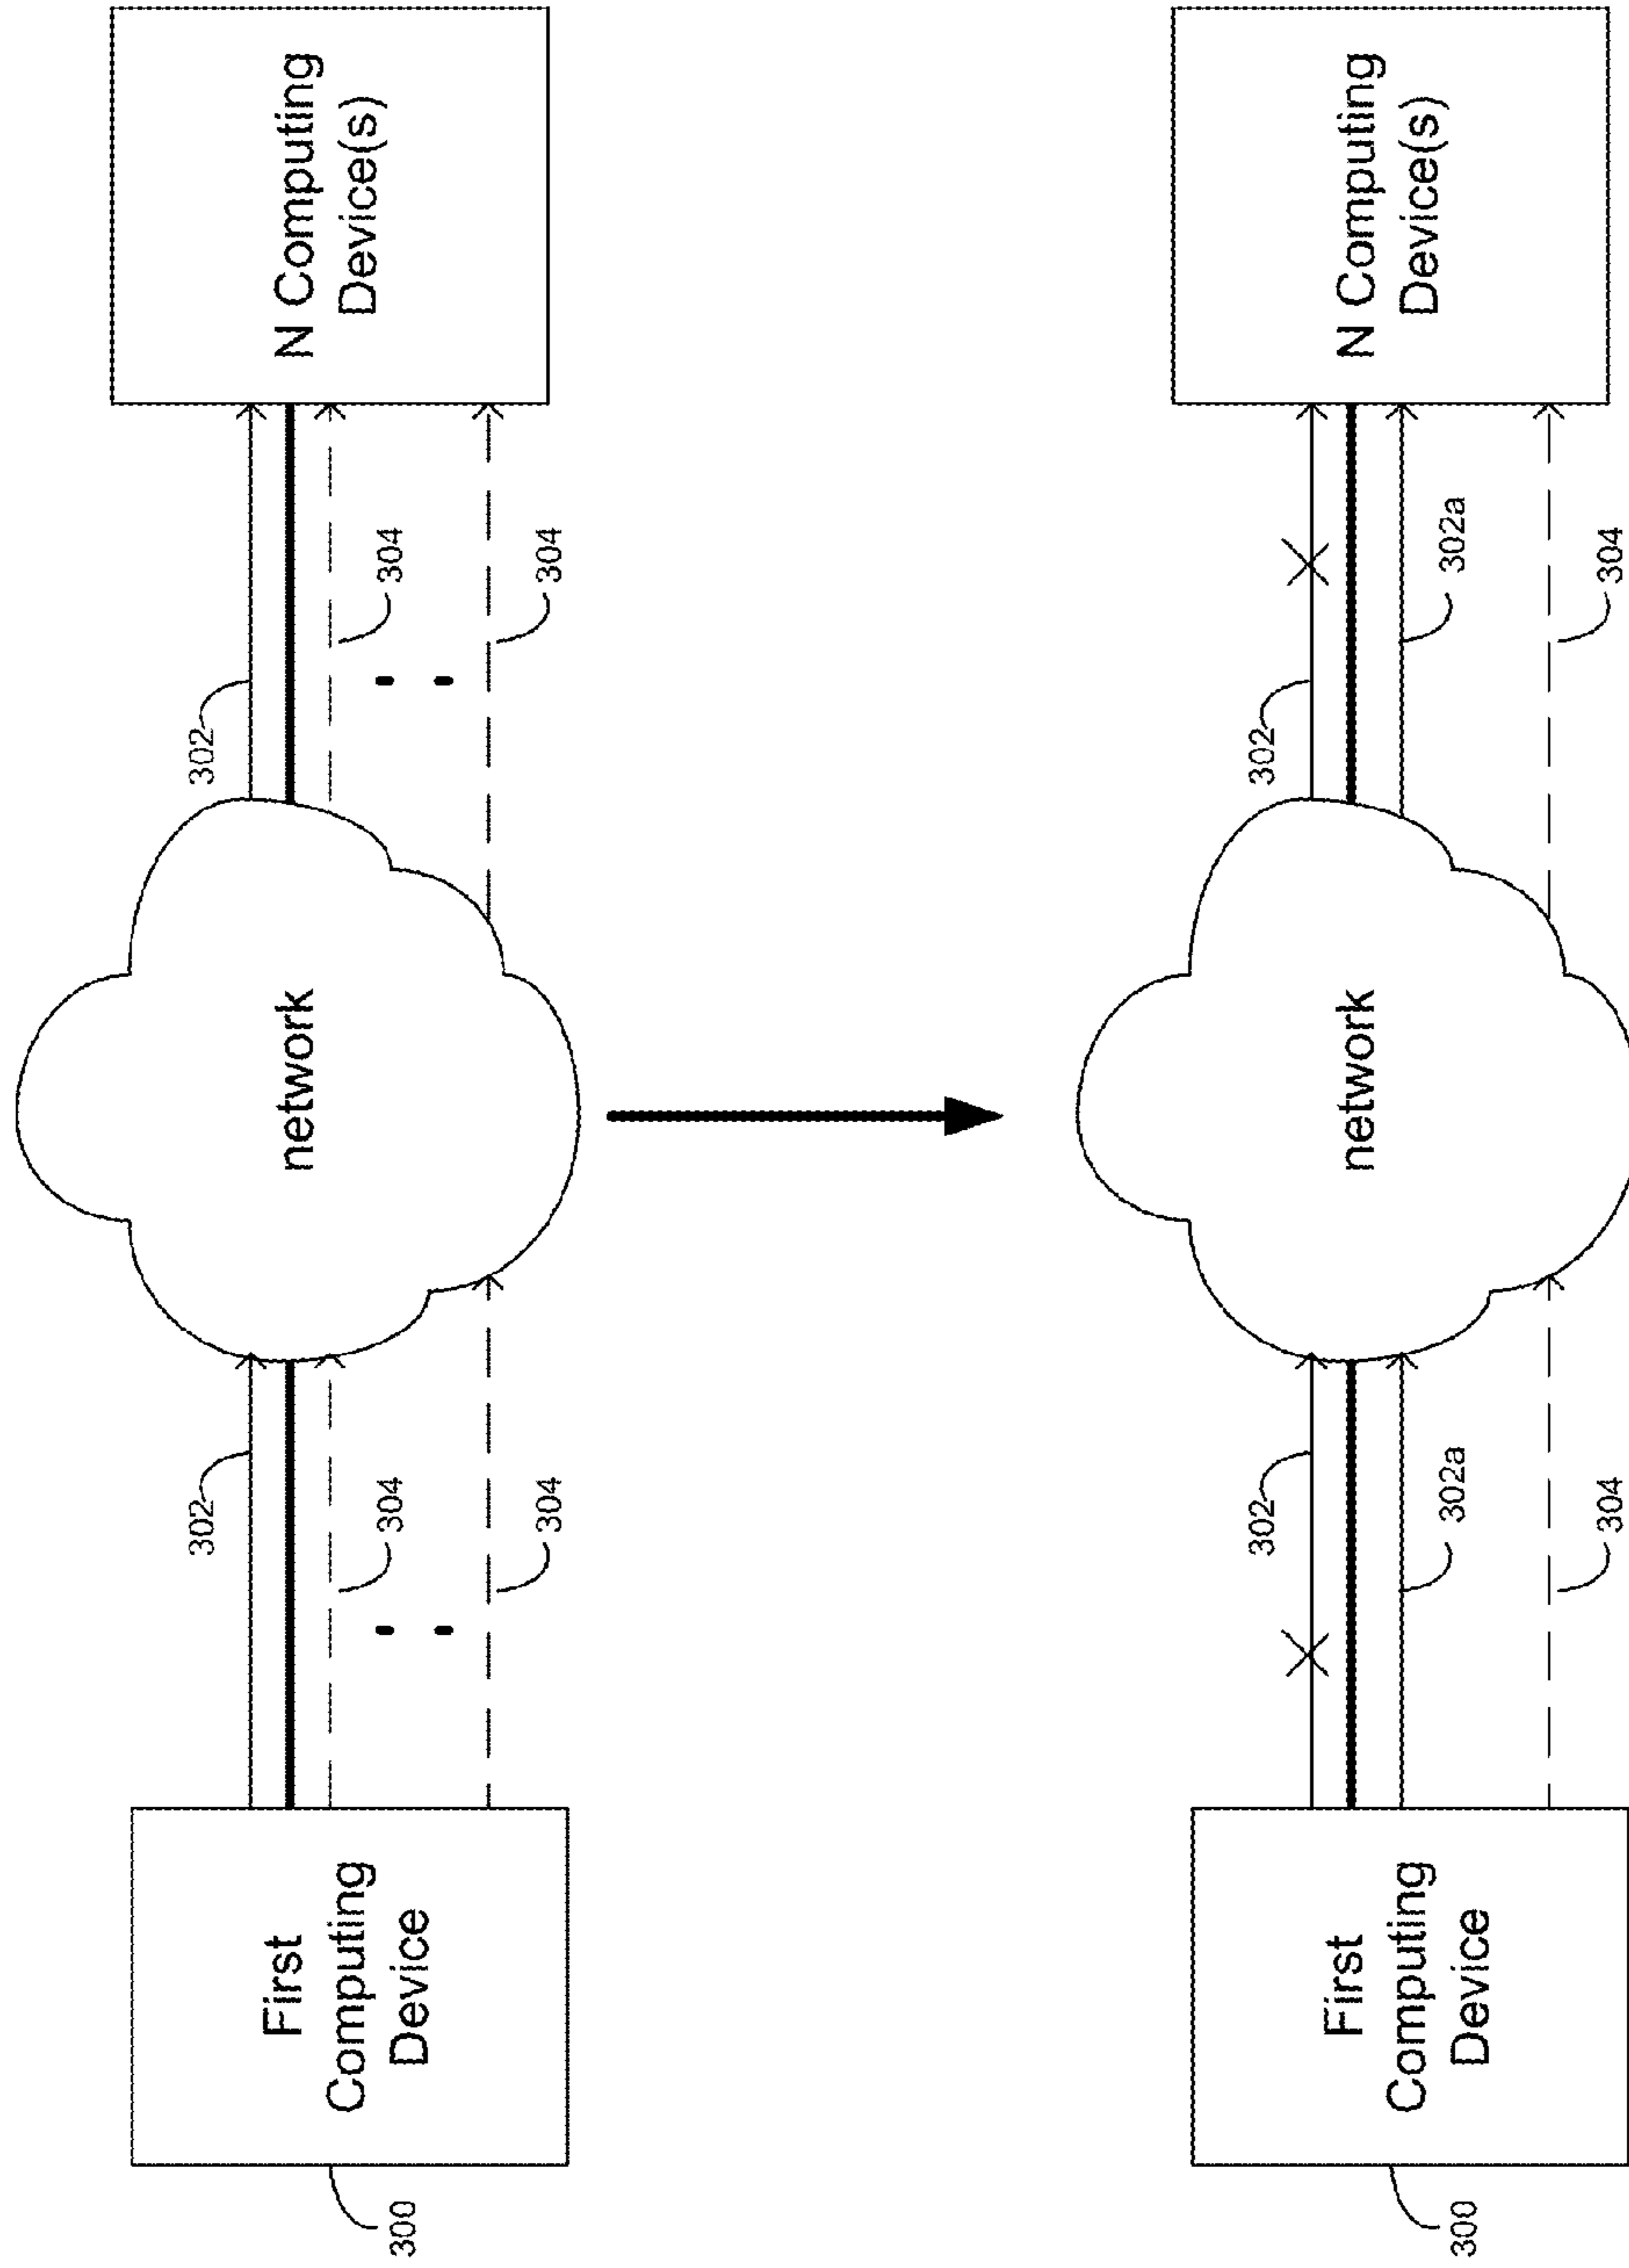 First
Computing
Device
300
302
304
304
network
302
304
304
N Computing
Device(s)
First
Computing
Device
300
302
302a
304
network
302
302a
304
N Computing
Device(s)